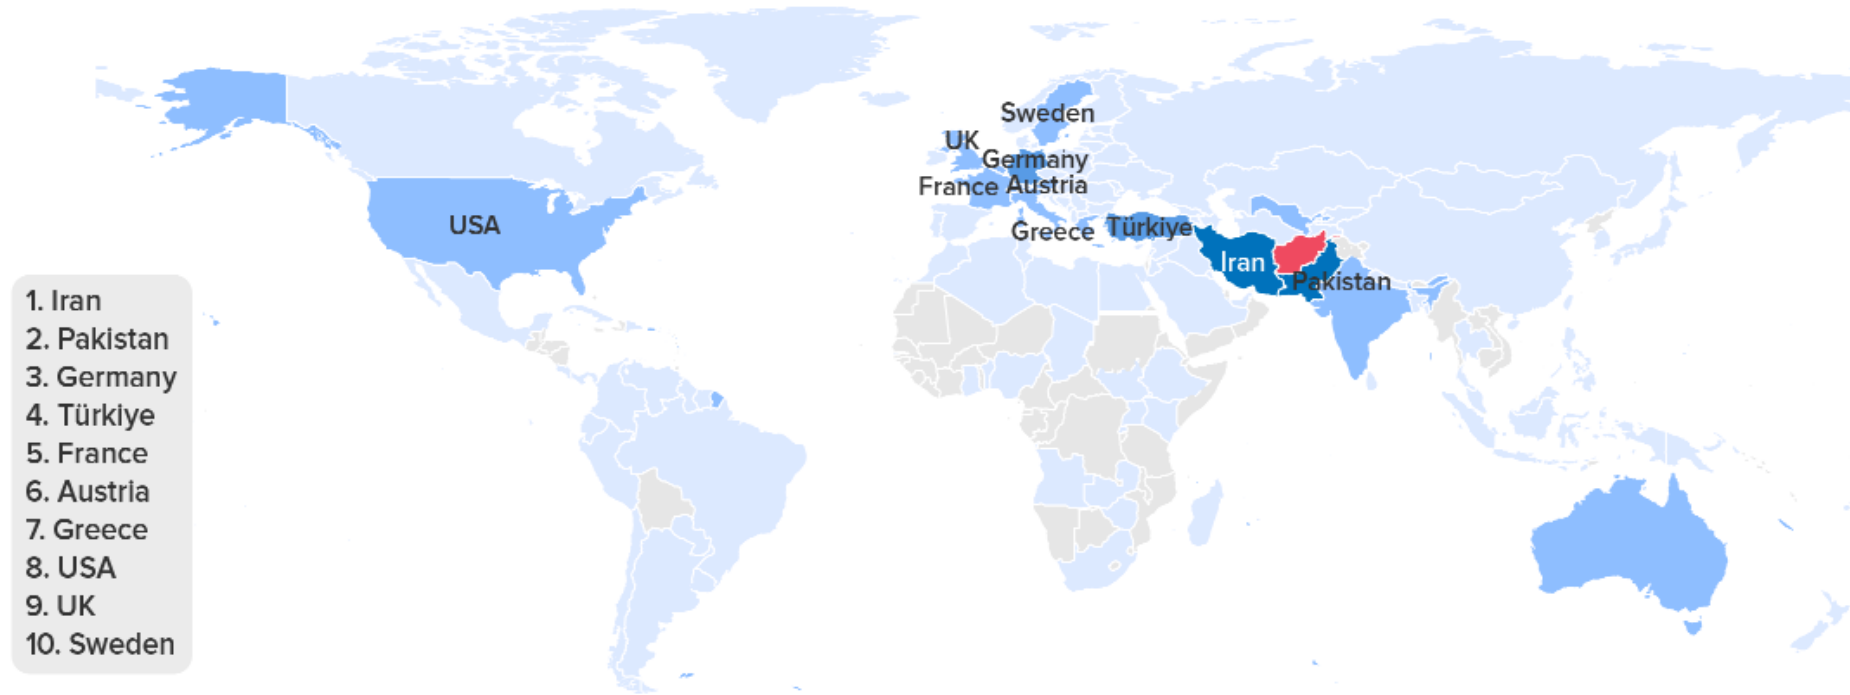 Sweden
UK
Germany
France
Austria
USA
Greece
Türkiye
Iran
Pakistan
1. Iran
2. Pakistan
3. Germany
4. Türkiye
5. France
6. Austria
7. Greece
8. USA
9. UK
10. Sweden